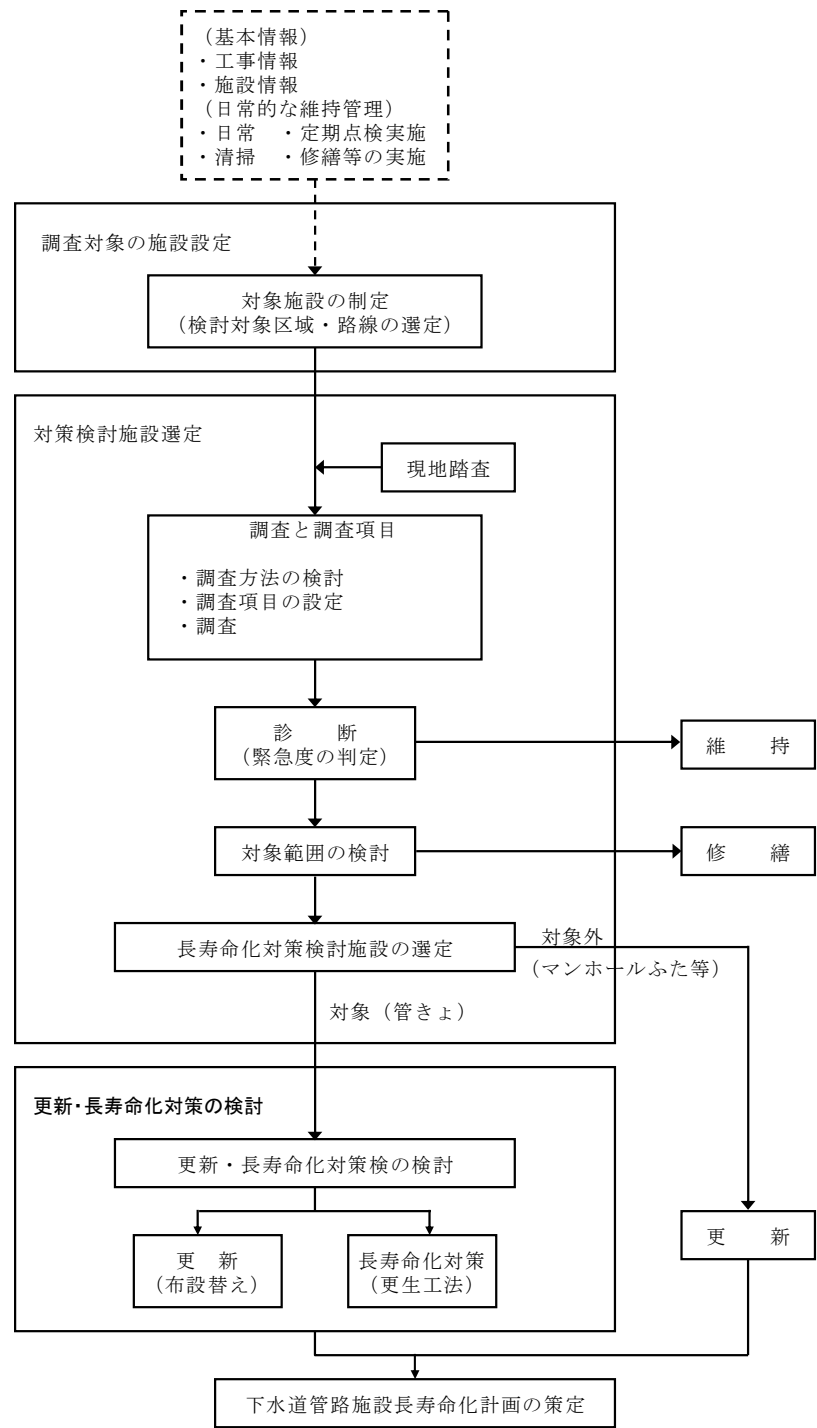 （基本情報）
・工事情報
・施設情報
（日常的な維持管理）
・日常　・定期点検実施
・清掃　・修繕等の実施
調査対象の施設設定
対象施設の制定
（検討対象区域・路線の選定）
対策検討施設選定
現地踏査
調査と調査項目
・調査方法の検討
・調査項目の設定
・調査
診　　断
（緊急度の判定）
維　　持
対象範囲の検討
修　　繕
長寿命化対策検討施設の選定
対象外
（マンホールふた等）
対象（管きょ）
更新・長寿命化対策の検討
更新・長寿命化対策検の検討
更　新
（布設替え）
長寿命化対策
（更生工法）
更　　新
下水道管路施設長寿命化計画の策定